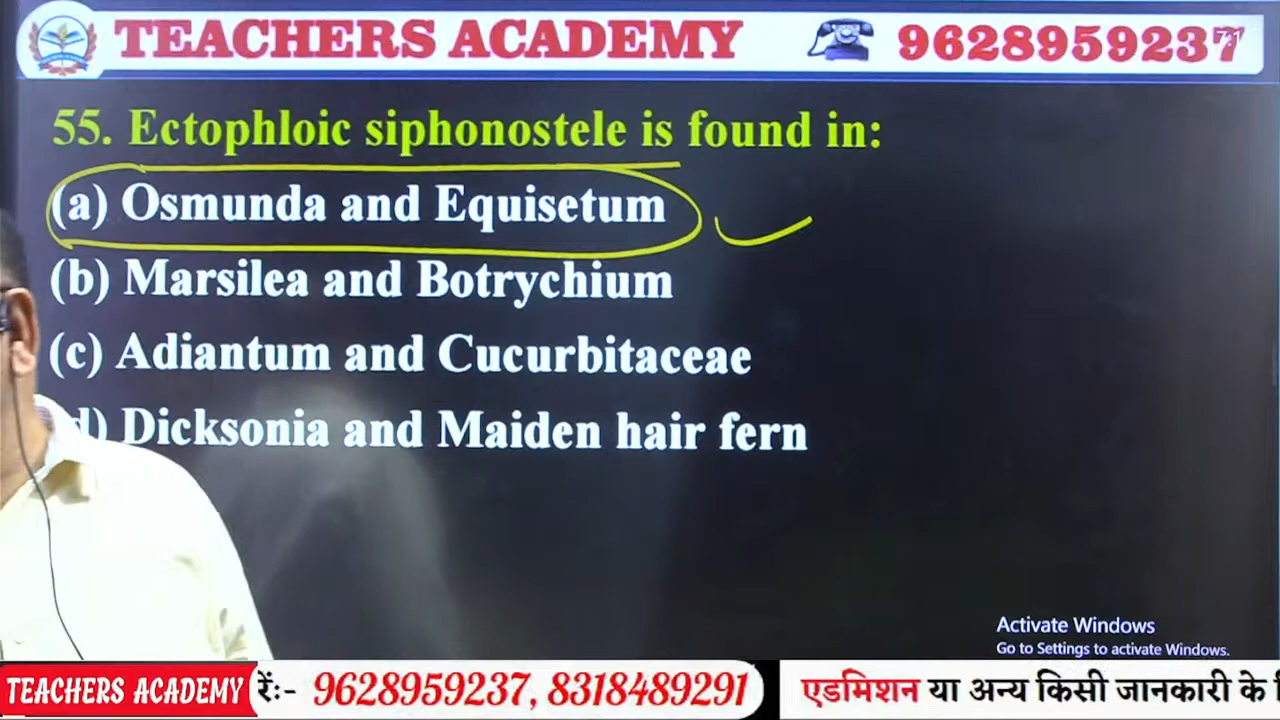 TEACHERS ACADEMY
9628959237
55. Ectophloic siphonostele is found in:
(a) Osmunda and Equisetum
(b) Marsilea and Botrychium
(c) Adiantum and Cucurbitaceae
d) Dicksonia and Maiden hair fern
Activate Windows
Go to Settings to activate Windows.
TEACHERS ACADEMY
रेंः- 9628959237, 8318489291
एडमिशन या अन्य किसी जानकारी के